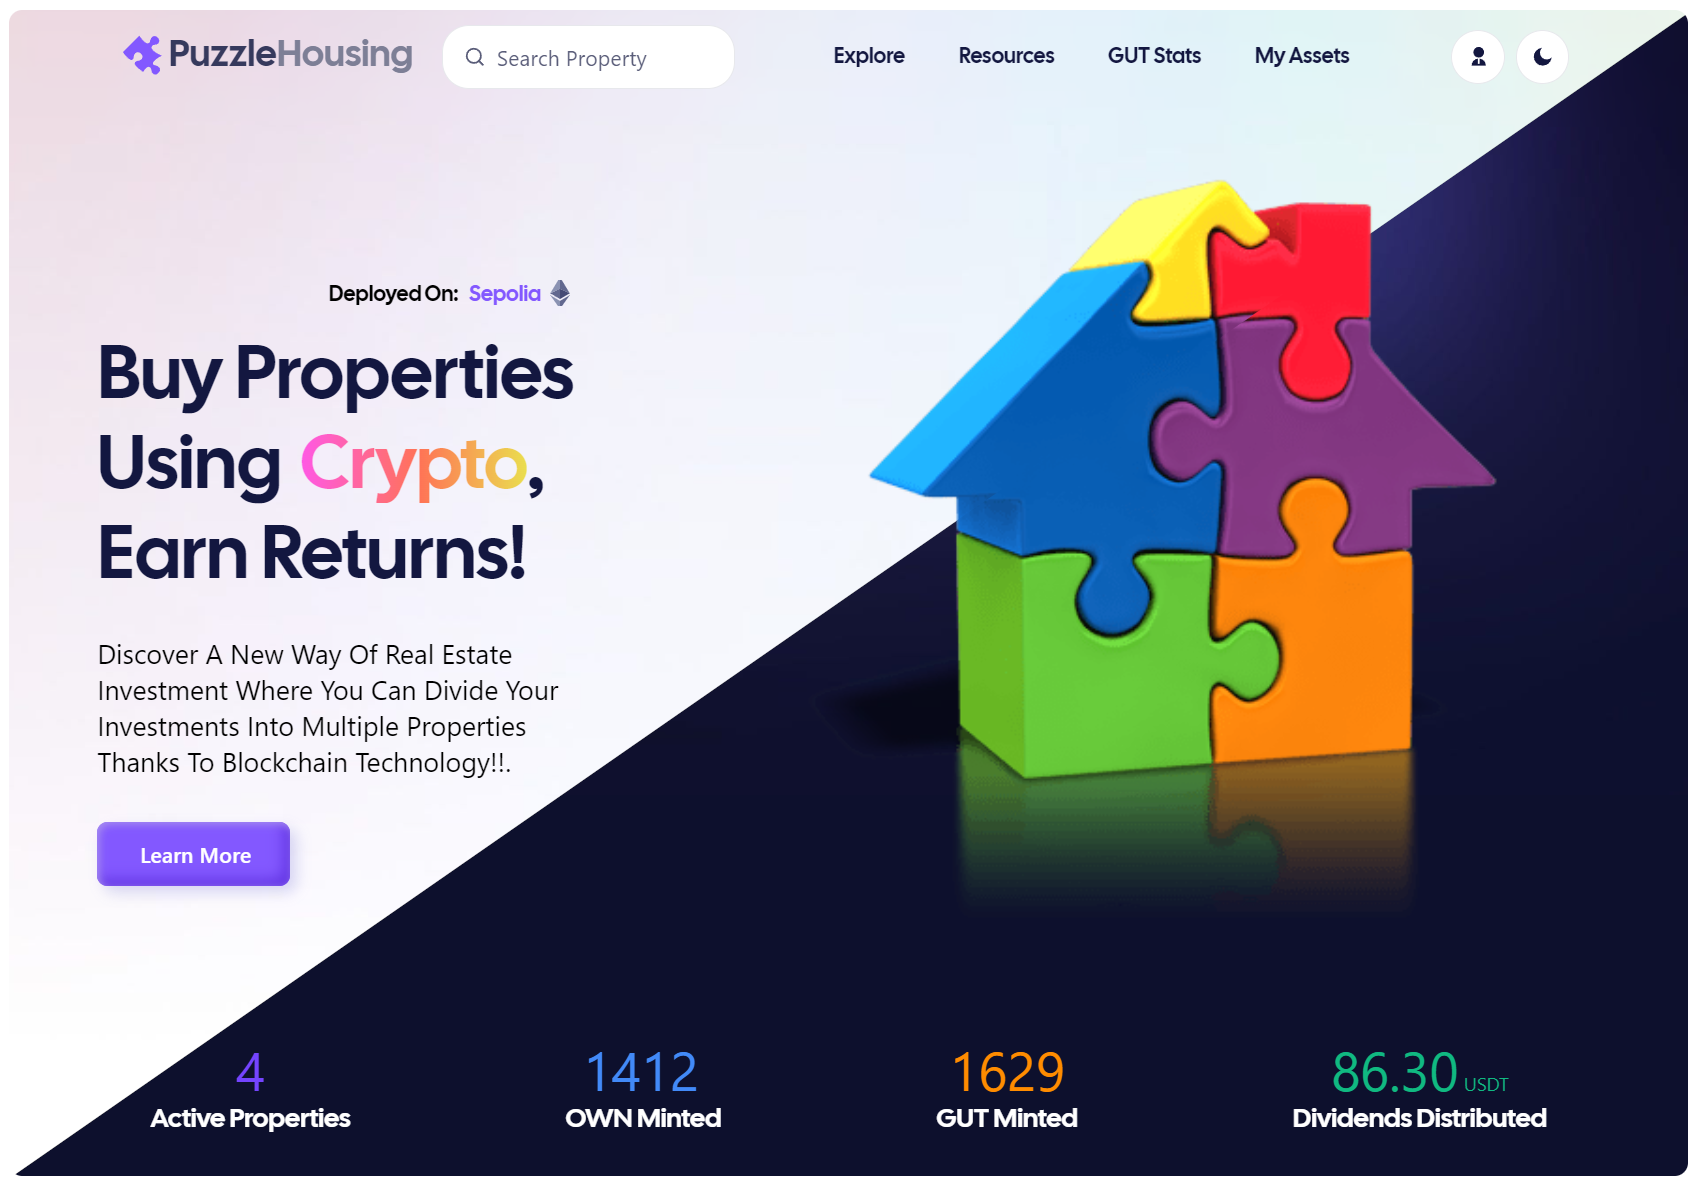 PuzzleHousing
Search Property
Explore
Resources
GUT Stats
My Assets
Deployed On: Sepolia
Buy Properties
Using Crypto,
Earn Returns!
Discover A New Way Of Real Estate
Investment Where You Can Divide Your
Investments Into Multiple Properties
Thanks To Blockchain Technology!!.
Learn More
4
Active Properties
1412
OWN Minted
1629
GUT Minted
86.30 USDT
Dividends Distributed